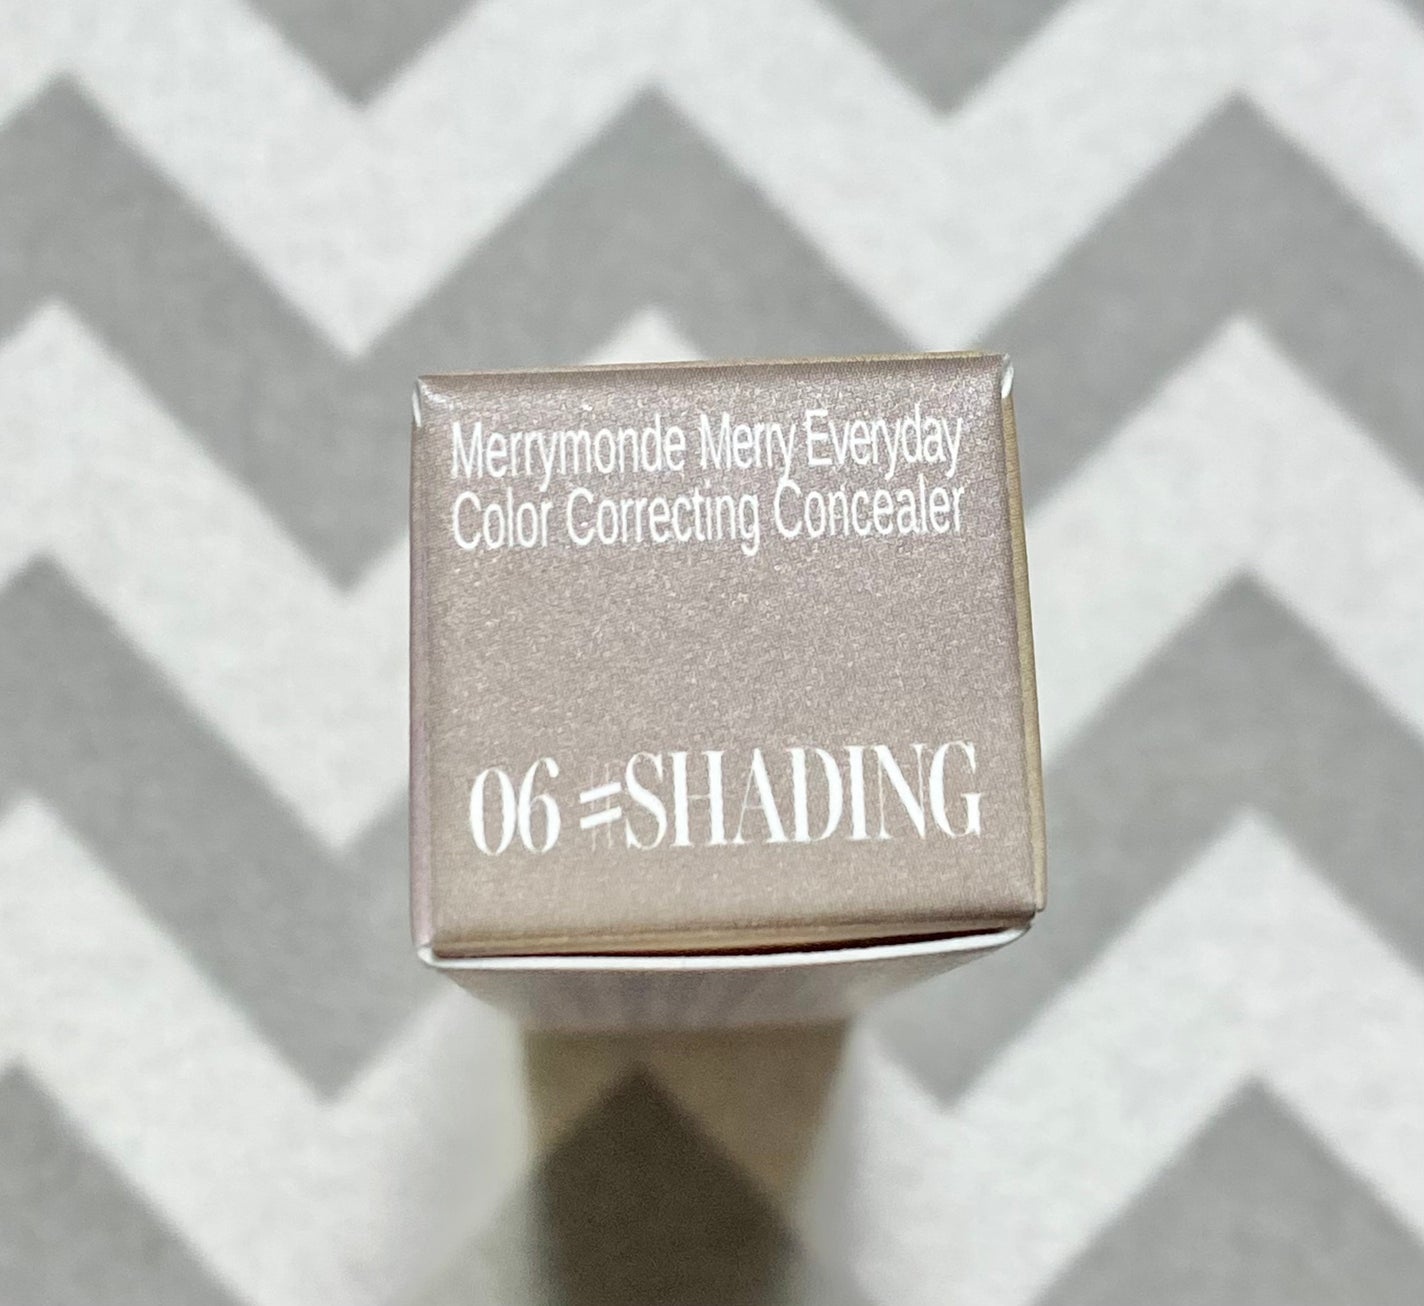 Merrymonde Merry Everyday
Color Correcting Concealer
06 #SHADING